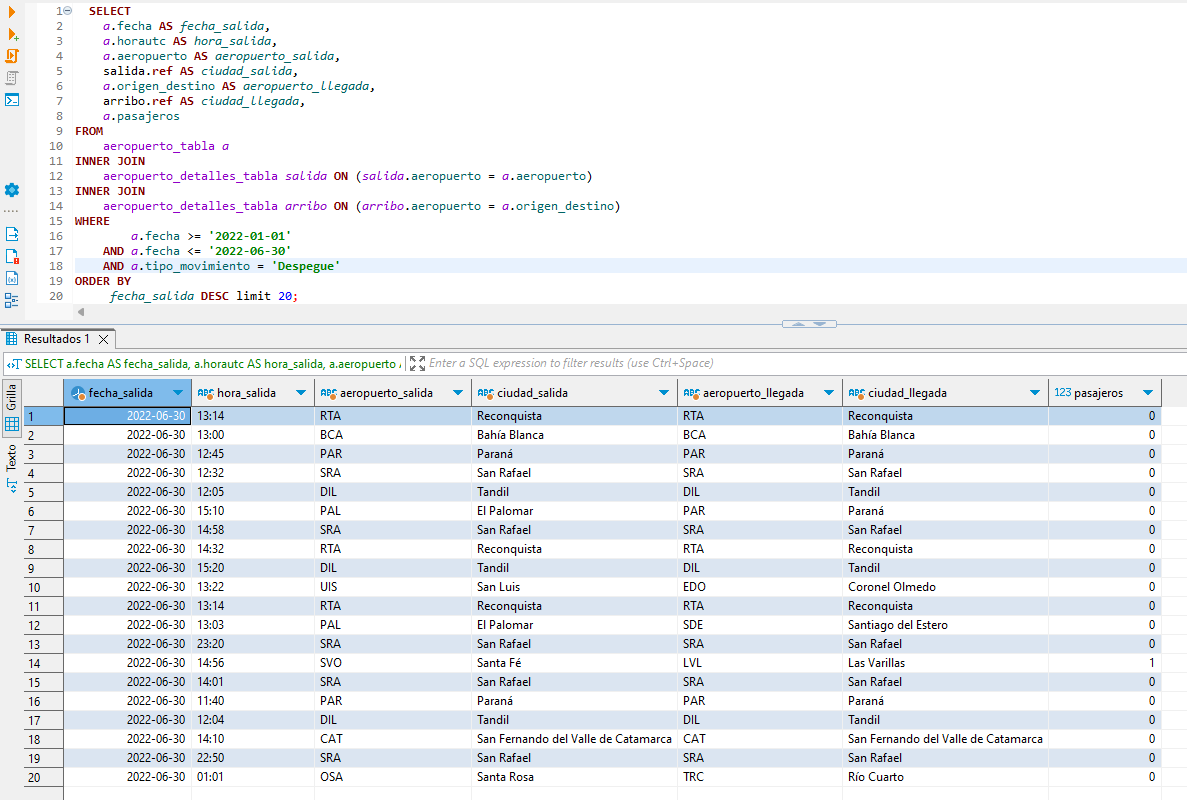 1 SELECT
2 a.fecha AS fecha_salida,
3 a.horautc AS hora_salida,
4 a.aeropuerto AS aeropuerto_salida,
5 salida.ref AS ciudad_salida,
6 a.origen_destino AS aeropuerto_llegada,
7 arribo.ref AS ciudad_llegada,
8 a.pasajeros
9 FROM
10 aeropuerto_tabla a
11 INNER JOIN
12 aeropuerto_detalles_tabla salida ON (salida.aeropuerto = a.aeropuerto)
13 INNER JOIN
14 aeropuerto_detalles_tabla arribo ON (arribo.aeropuerto = a.origen_destino)
15 WHERE
16 a.fecha >= '2022-01-01'
17 AND a.fecha <= '2022-06-30'
18 AND a.tipo_movimiento = 'Despegue'
19 ORDER BY
20 fecha_salida DESC limit 20;
Resultados 1
SELECT a.fecha AS fecha_salida, a.horautc AS hora_salida, a.aeropuerto Enter a SQL expression to filter results (use Ctrl+Space)
Grilla
Texto
fecha_salida ABC hora_salida ABC aeropuerto_salida ABC ciudad_salida ABC aeropuerto_llegada ABC ciudad_llegada 123 pasajeros
1 2022-06-30 13:14 RTA Reconquista RTA Reconquista 0
2 2022-06-30 13:00 BCA Bahía Blanca BCA Bahía Blanca 0
3 2022-06-30 12:45 PAR Paraná PAR Paraná 0
4 2022-06-30 12:32 SRA San Rafael SRA San Rafael 0
5 2022-06-30 12:05 DIL Tandil DIL Tandil 0
6 2022-06-30 15:10 PAL El Palomar PAR Paraná 0
7 2022-06-30 14:58 SRA San Rafael SRA San Rafael 0
8 2022-06-30 14:32 RTA Reconquista RTA Reconquista 0
9 2022-06-30 15:20 DIL Tandil DIL Tandil 0
10 2022-06-30 13:22 UIS San Luis EDO Coronel Olmedo 0
11 2022-06-30 13:14 RTA Reconquista RTA Reconquista 0
12 2022-06-30 13:03 PAL El Palomar SDE Santiago del Estero 0
13 2022-06-30 23:20 SRA San Rafael SRA San Rafael 0
14 2022-06-30 14:56 SVO Santa Fé LVL Las Varillas 1
15 2022-06-30 14:01 SRA San Rafael SRA San Rafael 0
16 2022-06-30 11:40 PAR Paraná PAR Paraná 0
17 2022-06-30 12:04 DIL Tandil DIL Tandil 0
18 2022-06-30 14:10 CAT San Fernando del Valle de Catamarca CAT San Fernando del Valle de Catamarca 0
19 2022-06-30 22:50 SRA San Rafael SRA San Rafael 0
20 2022-06-30 01:01 OSA Santa Rosa TRC Río Cuarto 0